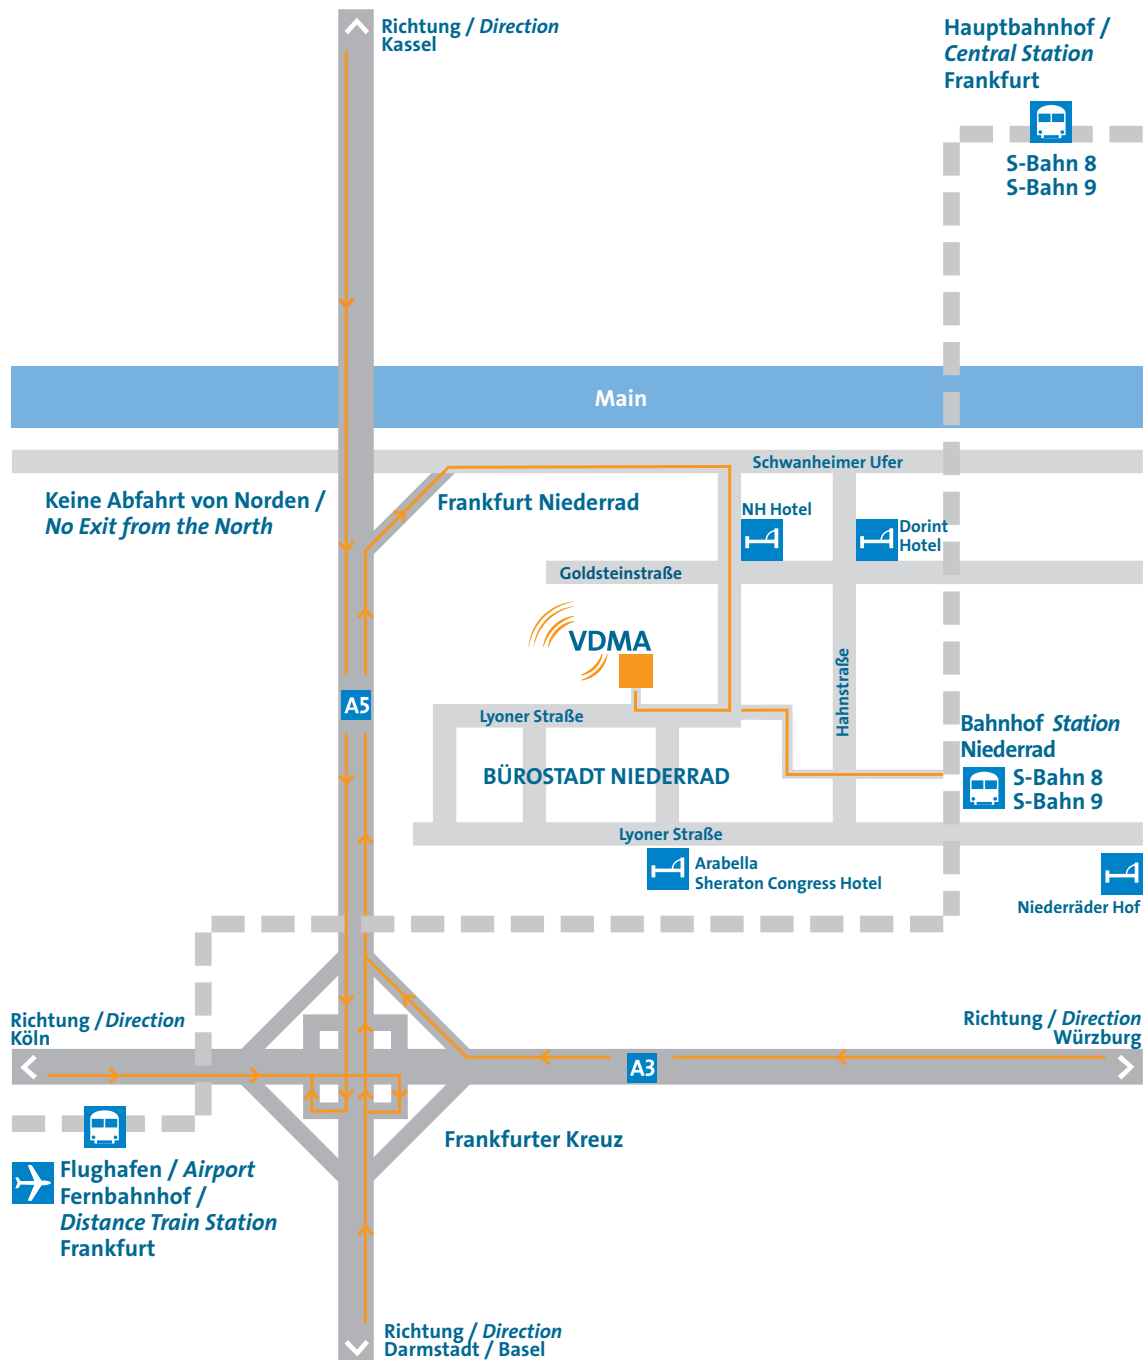 Richtung / Direction
Kassel
Hauptbahnhof /
Central Station
Frankfurt
S-Bahn 8
S-Bahn 9
Main
Schwanheimer Ufer
Keine Abfahrt von Norden /
No Exit from the North
Frankfurt Niederrad
NH Hotel
Dorint
Hotel
Goldsteinstraße
VDMA
Hahnstraße
A5
Lyoner Straße
Bahnhof Station
Niederrad
S-Bahn 8
S-Bahn 9
BÜROSTADT NIEDERRAD
Lyoner Straße
Arabella
Sheraton Congress Hotel
Niederräder Hof
Richtung / Direction
Köln
Richtung / Direction
Würzburg
A3
Frankfurter Kreuz
Flughafen / Airport
Fernbahnhof /
Distance Train Station
Frankfurt
Richtung / Direction
Darmstadt / Basel